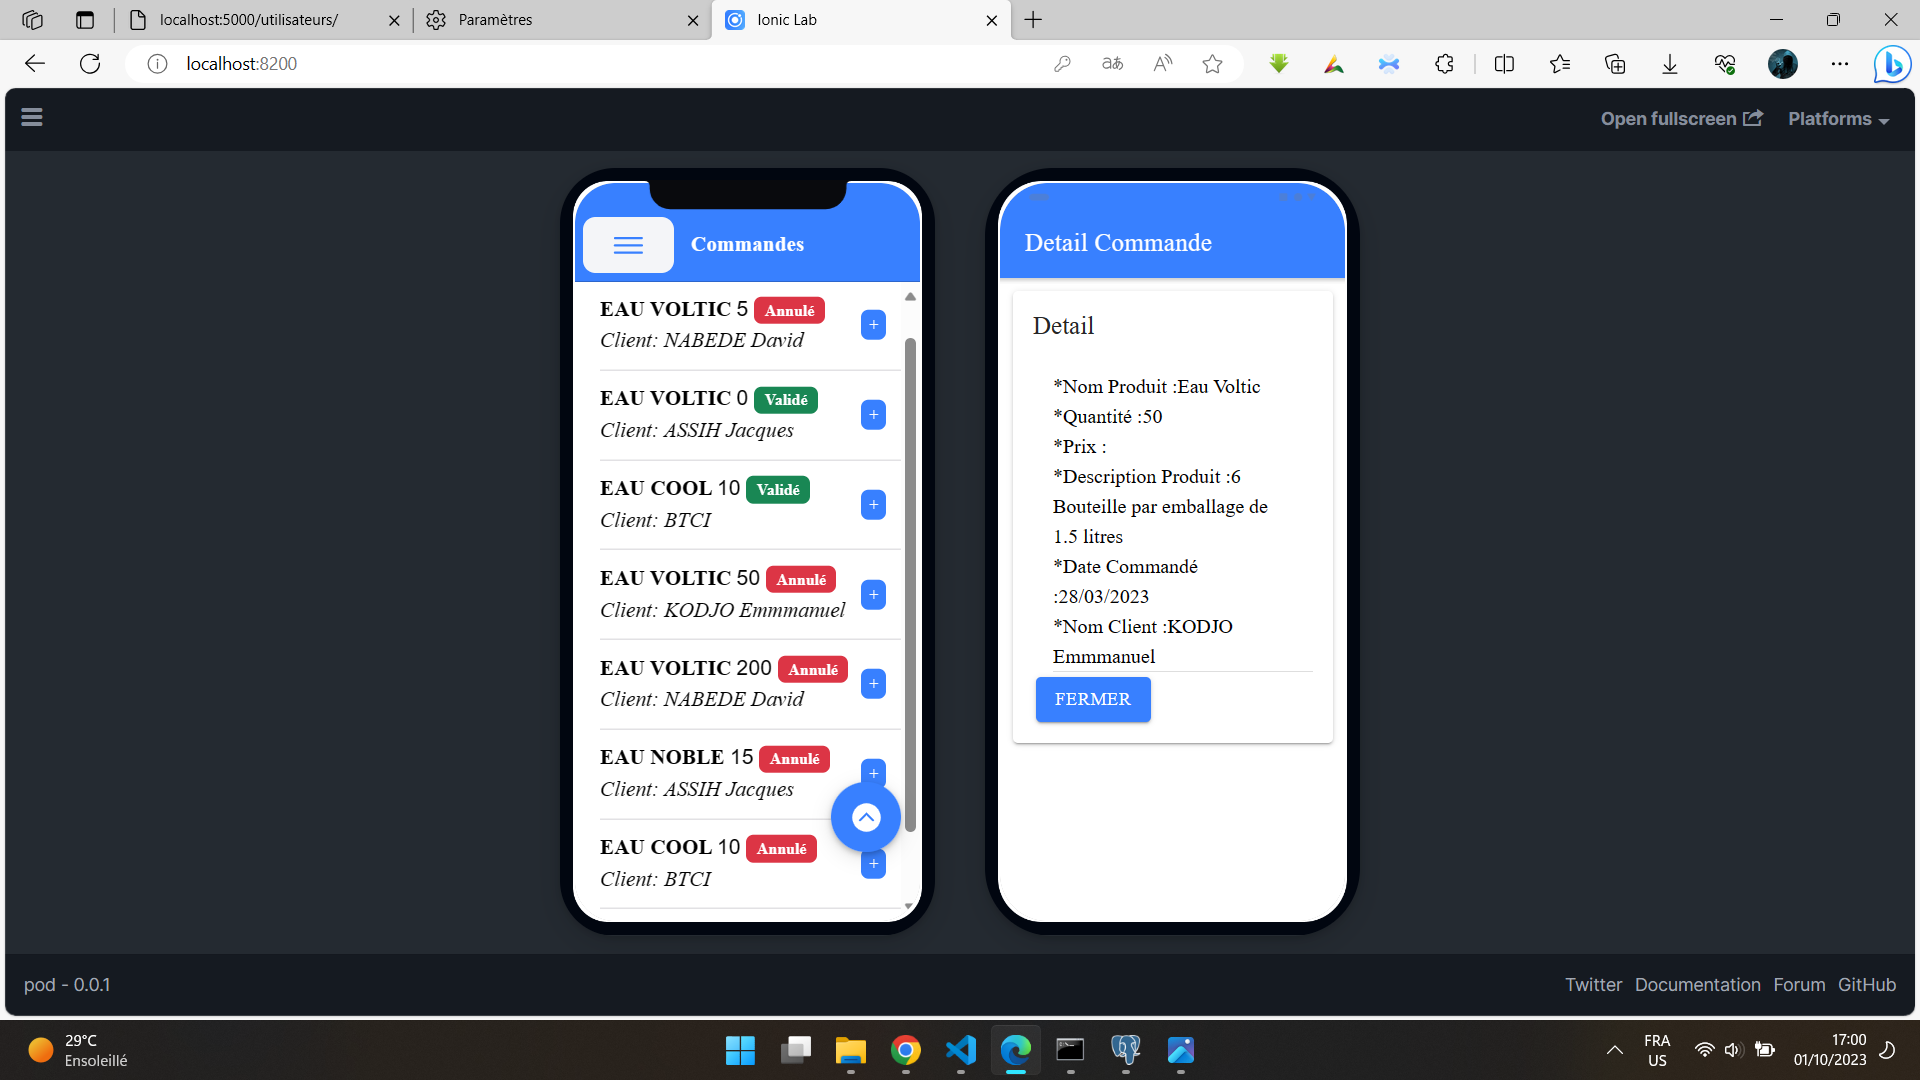 localhost:5000/utilisateurs/
Paramètres
Ionic Lab
localhost:8200
Open fullscreen
Platforms
Commandes
EAU VOLTIC 5 Annulé
Client: NABEDE David
EAU VOLTIC 0 Validé
Client: ASSIH Jacques
EAU COOL 10 Validé
Client: BTCI
EAU VOLTIC 50 Annulé
Client: KODJO Emmmanuel
EAU VOLTIC 200 Annulé
Client: NABEDE David
EAU NOBLE 15 Annulé
Client: ASSIH Jacques
EAU COOL 10 Annulé
Client: BTCI
Detail Commande
Detail
*Nom Produit :Eau Voltic
*Quantité :50
*Prix :
*Description Produit :6
Bouteille par emballage de
1.5 litres
*Date Commandé
:28/03/2023
*Nom Client :KODJO
Emmmanuel
FERMER
pod - 0.0.1
Twitter Documentation Forum GitHub
29°C
Ensoleillé
FRA
US
17:00
01/10/2023